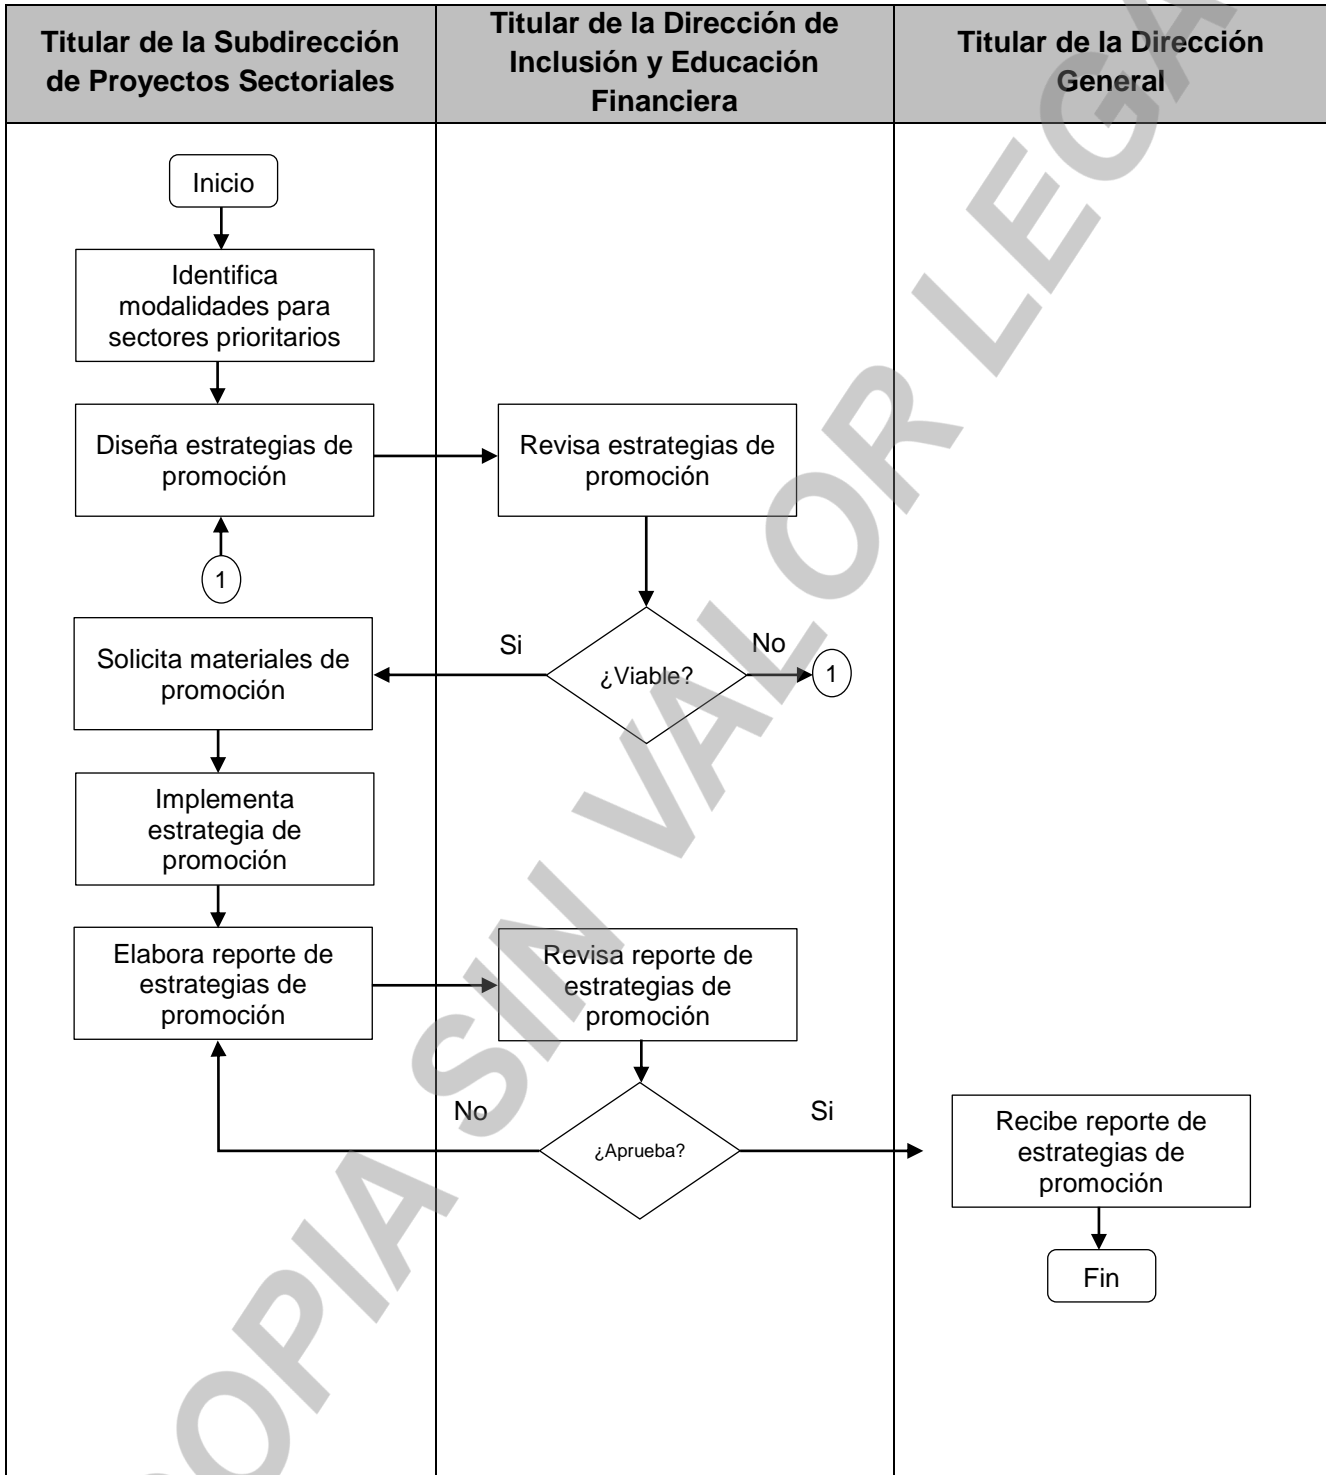 Titular de la Subdirección
de Proyectos Sectoriales
Titular de la Dirección de
Inclusión y Educación
Financiera
Titular de la Dirección
General
Inicio
Identifica
modalidades para
sectores prioritarios
Diseña estrategias de
promoción
Revisa estrategias de
promoción
1
Solicita materiales de
promoción
Si
¿Viable?
No
1
Implementa
estrategia de
promoción
Elabora reporte de
estrategias de
promoción
Revisa reporte de
estrategias de
promoción
No
¿Aprueba?
Si
Recibe reporte de
estrategias de
promoción
Fin
OPIA SIN VALOR LEGA